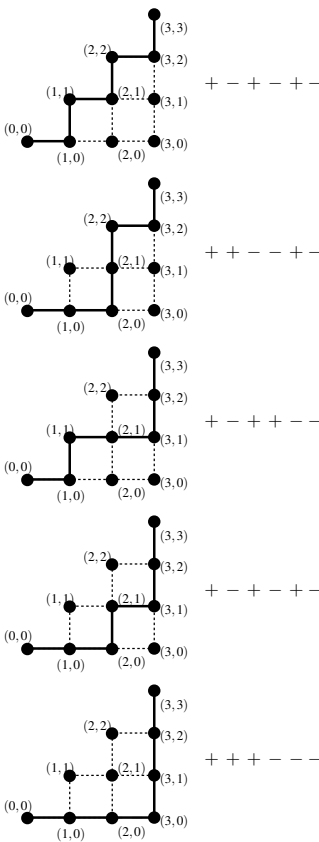 (3,3)
(2,2) (3,2)
+ − + − + −
(1,1) (2,1) (3,1)
(0,0) (3,0)
(1,0) (2,0)
(3,3)
(2,2) (3,2)
+ + − − + −
(1,1) (2,1) (3,1)
(0,0) (3,0)
(1,0) (2,0)
(3,3)
(2,2) (3,2)
+ − + + − −
(1,1) (2,1) (3,1)
(0,0) (3,0)
(1,0) (2,0)
(3,3)
(2,2) (3,2)
+ − + − + −
(1,1) (2,1) (3,1)
(0,0) (3,0)
(1,0) (2,0)
(3,3)
(2,2) (3,2)
+ + + − − −
(1,1) (2,1) (3,1)
(0,0) (3,0)
(1,0) (2,0)